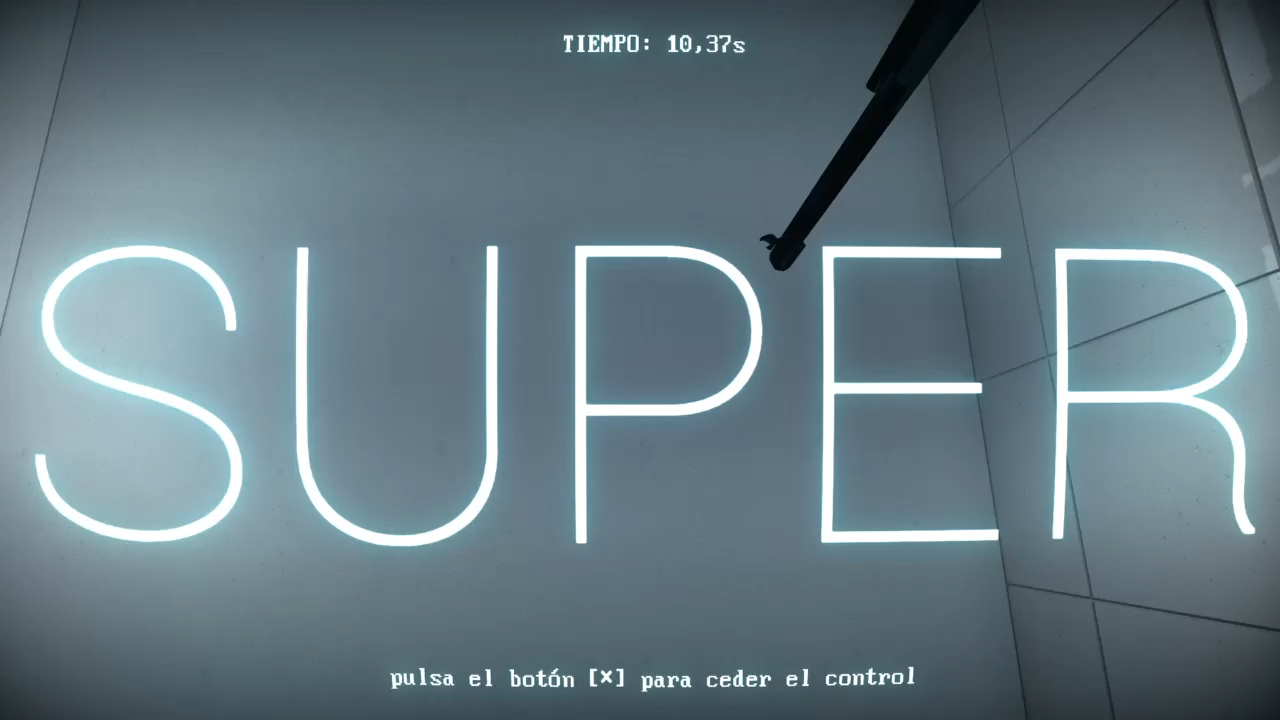 TIEMPO: 10,37s
SUPER
pulsa el botón [×] para ceder el control